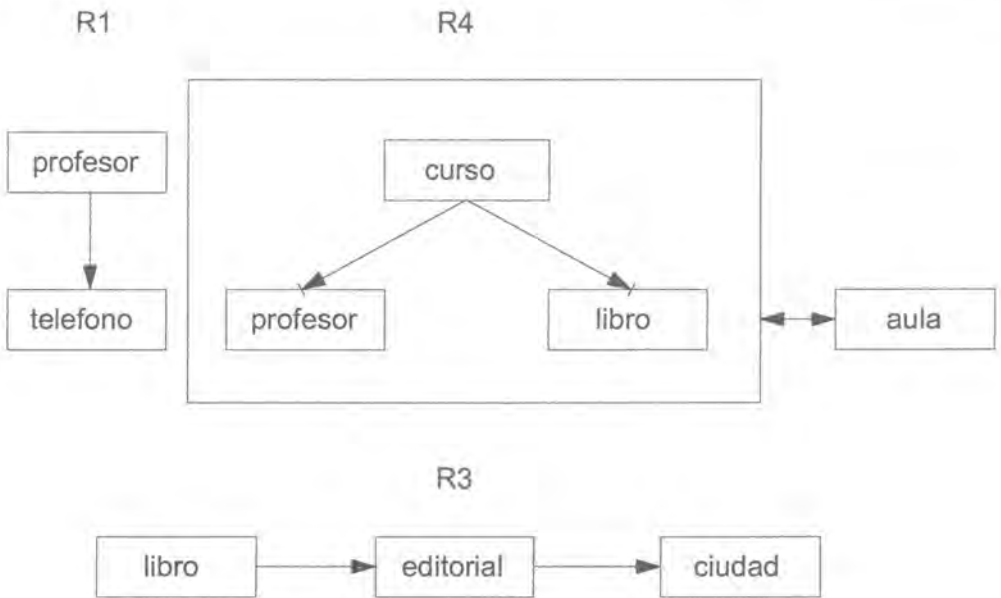 R1
R4
profesor
curso
telefono
profesor
libro
aula
R3
libro
editorial
ciudad